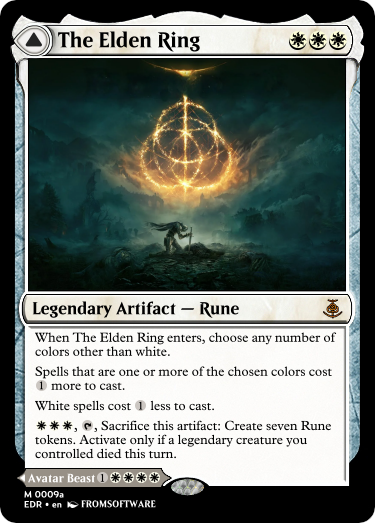 The Elden Ring
Legendary Artifact — Rune
When The Elden Ring enters, choose any number of
colors other than white.
Spells that are one or more of the chosen colors cost
1 more to cast.
White spells cost 1 less to cast.
, , Sacrifice this artifact: Create seven Rune
tokens. Activate only if a legendary creature you
controlled died this turn.
Avatar Beast 1
M 0009a
EDR • en FROMSOFTWARE